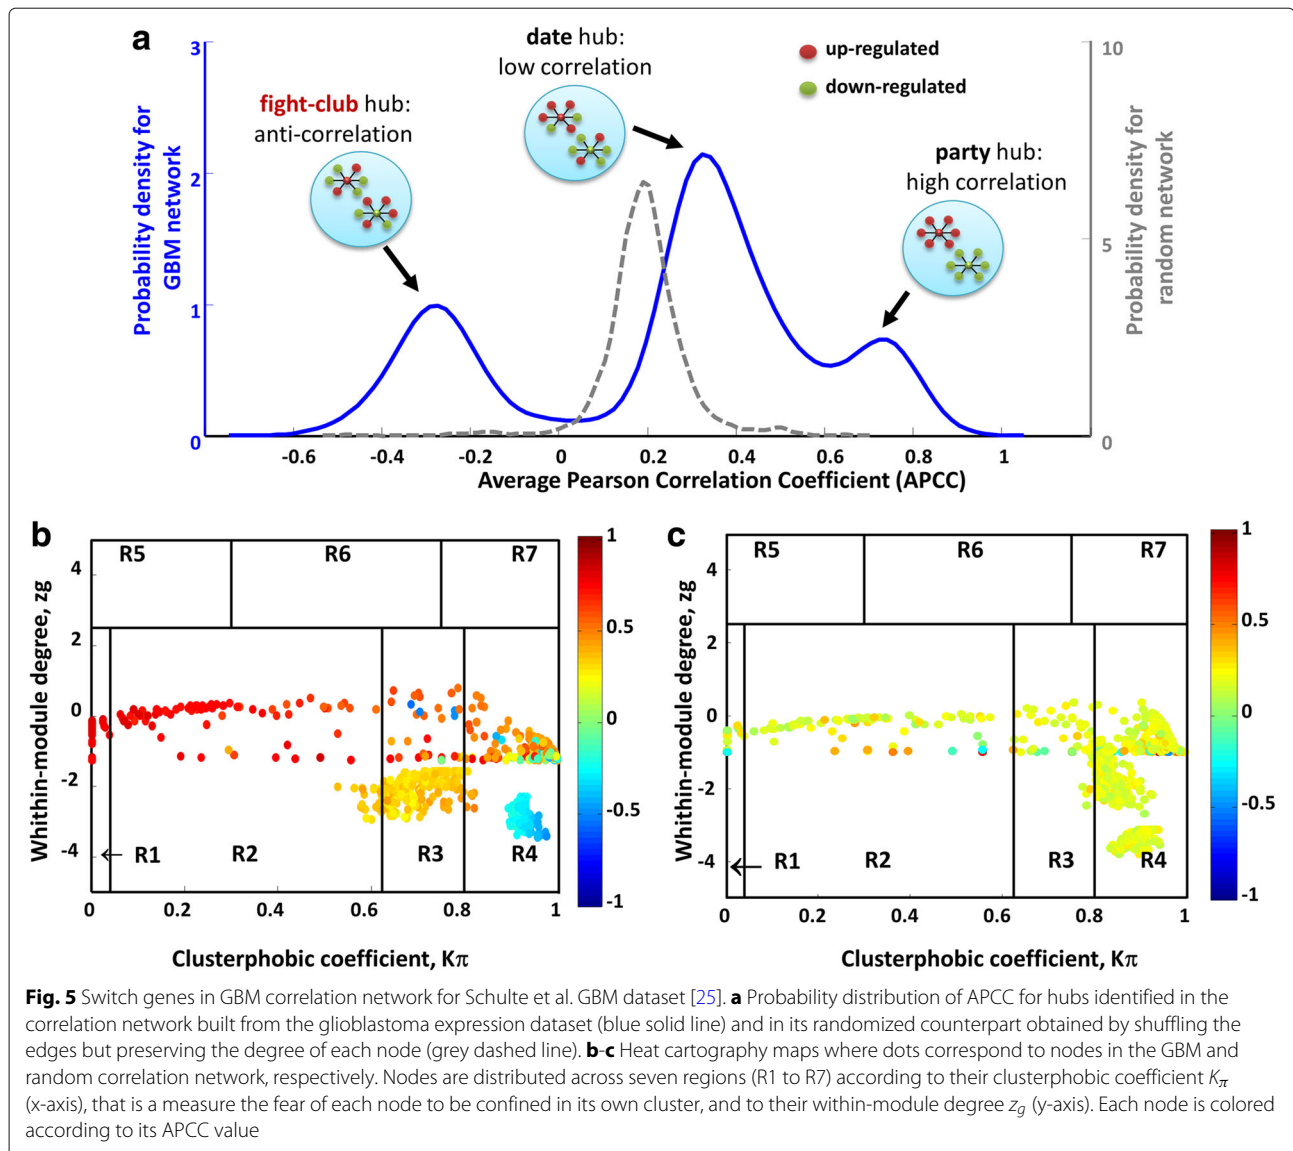 a
3
2
1
0
Probability density for
GBM network
fight-club hub:
anti-correlation
date hub:
low correlation
up-regulated
down-regulated
party hub:
high correlation
10
5
0
Probability density for
random network
-0.6 -0.4 -0.2 0 0.2 0.4 0.6 0.8 1
Average Pearson Correlation Coefficient (APCC)
b
R5 R6 R7
4
2
0
-2
-4
Whithin-module degree, zg
R1 R2 R3 R4
0 0.2 0.4 0.6 0.8 1
Clusterphobic coefficient, Kπ
1
0.5
0
-0.5
-1
c
R5 R6 R7
4
2
0
-2
-4
Whithin-module degree, zg
R1 R2 R3 R4
0 0.2 0.4 0.6 0.8 1
Clusterphobic coefficient, Kπ
1
0.5
0
-0.5
-1
Fig. 5 Switch genes in GBM correlation network for Schulte et al. GBM dataset [25]. a Probability distribution of APCC for hubs identified in the
correlation network built from the glioblastoma expression dataset (blue solid line) and in its randomized counterpart obtained by shuffling the
edges but preserving the degree of each node (grey dashed line). b-c Heat cartography maps where dots correspond to nodes in the GBM and
random correlation network, respectively. Nodes are distributed across seven regions (R1 to R7) according to their clusterphobic coefficient Kπ
(x-axis), that is a measure the fear of each node to be confined in its own cluster, and to their within-module degree zg (y-axis). Each node is colored
according to its APCC value